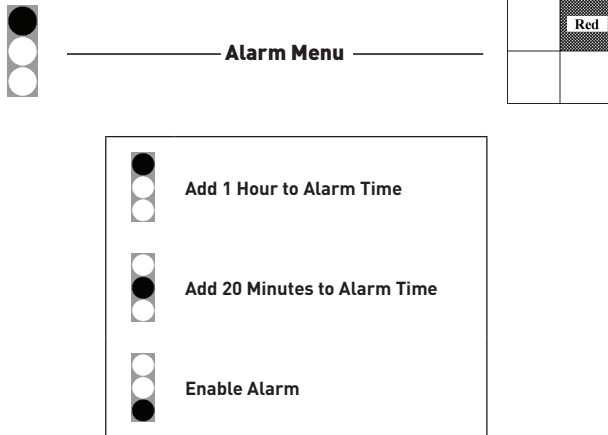 Red
Alarm Menu
Add 1 Hour to Alarm Time
Add 20 Minutes to Alarm Time
Enable Alarm